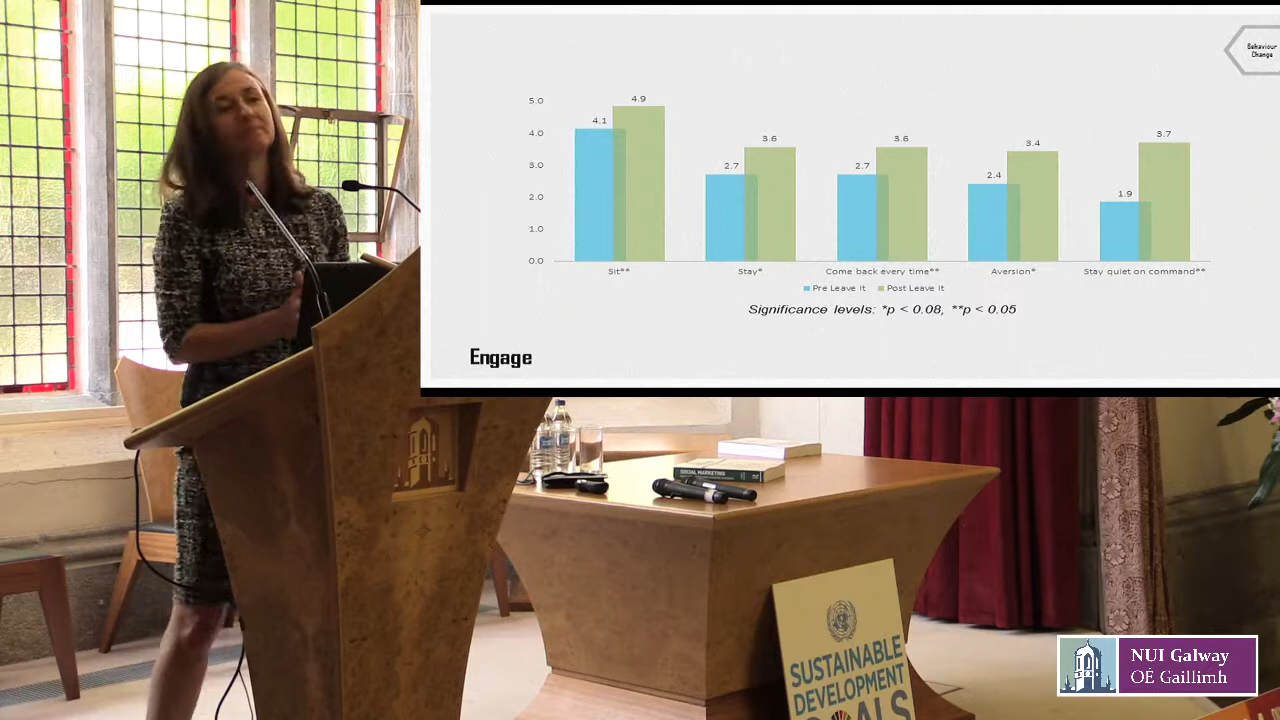 Behaviour
Change
5.0
4.0
3.0
2.0
1.0
0.0
4.1
4.9
2.7
3.6
2.7
3.6
2.4
3.4
1.9
3.7
Sit**
Stay*
Come back every time**
Aversion*
Stay quiet on command**
Pre Leave It
Post Leave It
Significance levels: *p < 0.08, **p < 0.05
Engage
SOCIAL MARKETING
SUSTAINABLE
DEVELOPMENT
GOALS
NUI Galway
OÉ Gaillimh